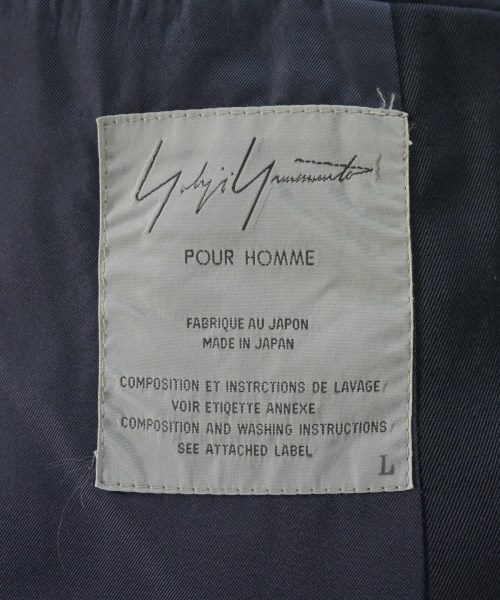 Yohji Yamamoto
POUR HOMME
FABRIQUE AU JAPON
MADE IN JAPAN
COMPOSITION ET INSTRCTIONS DE LAVAGE/
VOIR ETIQETTE ANNEXE/
COMPOSITION AND WASHING INSTRUCTIONS/
SEE ATTACHED LABEL
L